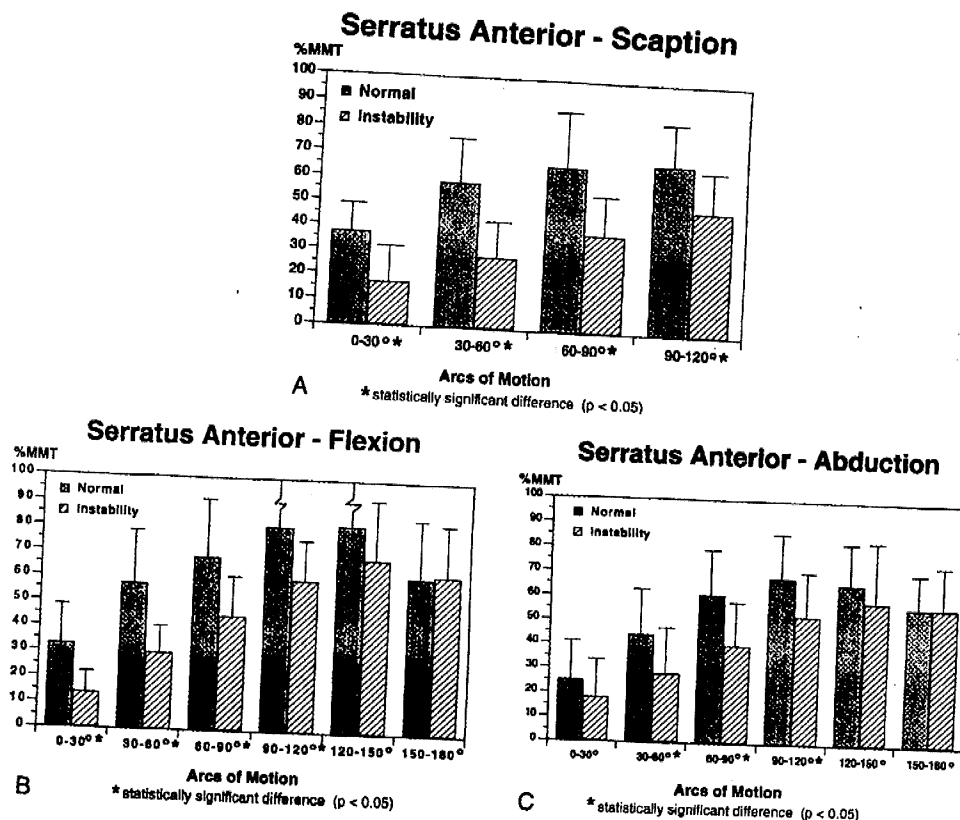 Serratus Anterior - Scaption
%MMT
100
90
80
70
60
50
40
30
20
10
0
Normal
Instability
0-30°* 30-60°* 60-90°* 90-120°*
Arcs of Motion
A
* statistically significant difference (p < 0.05)
Serratus Anterior - Flexion
%MMT
100
90
80
70
60
50
40
30
20
10
0
Normal
Instability
0-30°* 30-60°* 60-90°* 90-120°* 120-150° 150-180°
Arcs of Motion
B
* statistically significant difference (p < 0.05)
Serratus Anterior - Abduction
%MMT
100
90
80
70
60
50
40
30
20
10
0
Normal
Instability
0-30° 30-60°* 60-90°* 90-120°* 120-150° 150-180°
Arcs of Motion
C
* statistically significant difference (p < 0.05)